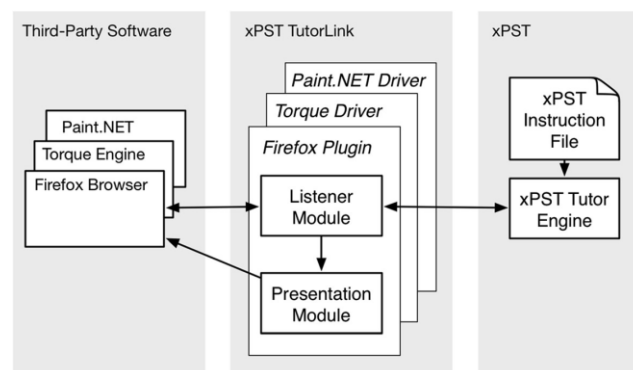 Third-Party Software
xPST TutorLink
xPST
Paint.NET
Torque Engine
Firefox Browser
Paint.NET Driver
Torque Driver
Firefox Plugin
Listener
Module
Presentation
Module
xPST
Instruction
File
xPST Tutor
Engine